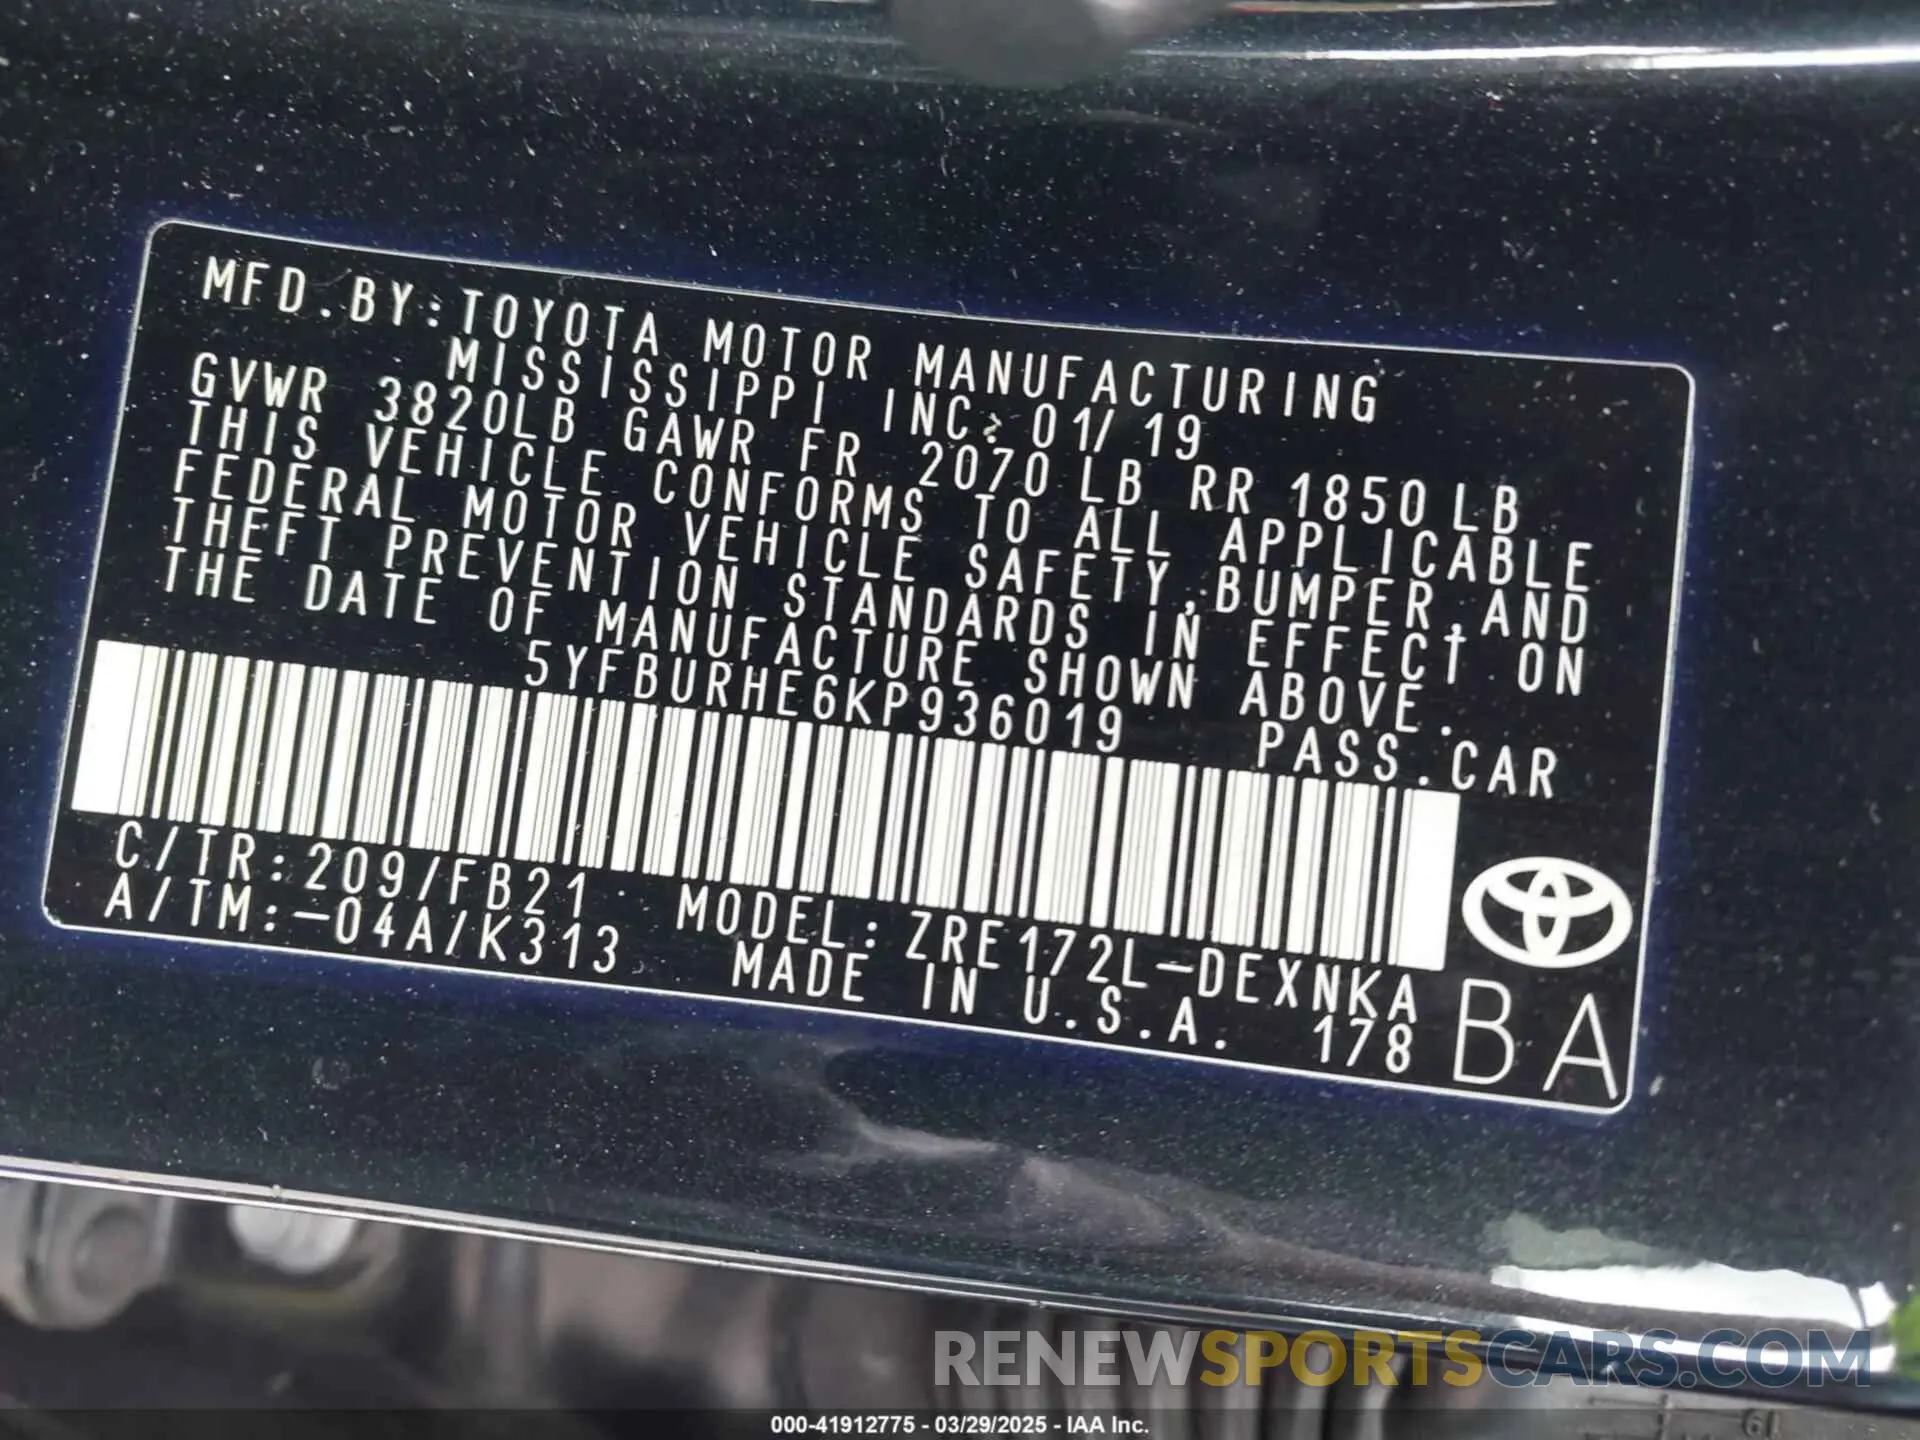 MFD.BY:TOYOTA MOTOR MANUFACTURING
MISSISSIPPI INC. 01/19
GVWR 3820LB GAWR FR 2070LB RR 1850LB
THIS VEHICLE CONFORMS TO ALL APPLICABLE
FEDERAL MOTOR VEHICLE SAFETY,BUMPER,AND
THEFT PREVENTION STANDARDS IN EFFECT ON
THE DATE OF MANUFACTURE SHOWN ABOVE.
5YFBURHE6KP936019 PASS.CAR
C/TR:209/FB21 MODEL:ZRE172L-DEXNKA
A/TM:-04A/K313 MADE IN U.S.A. 178
BA
RENEWSPORTSCARS.COM
000-41912775 - 03/29/2025 - IAA Inc.